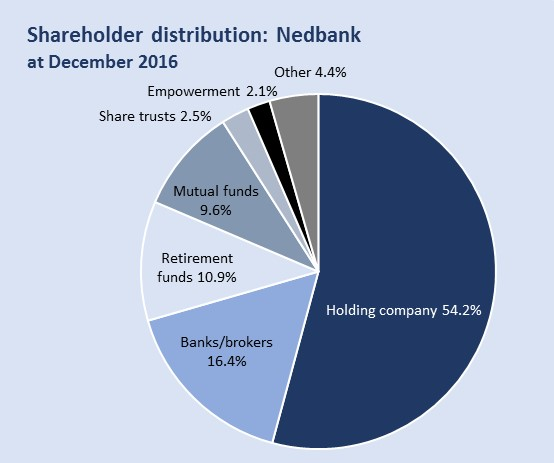 Shareholder distribution: Nedbank
at December 2016
Other 4.4%
Empowerment 2.1%
Share trusts 2.5%
Mutual funds
9.6%
Retirement
funds 10.9%
Holding company 54.2%
Banks/brokers
16.4%